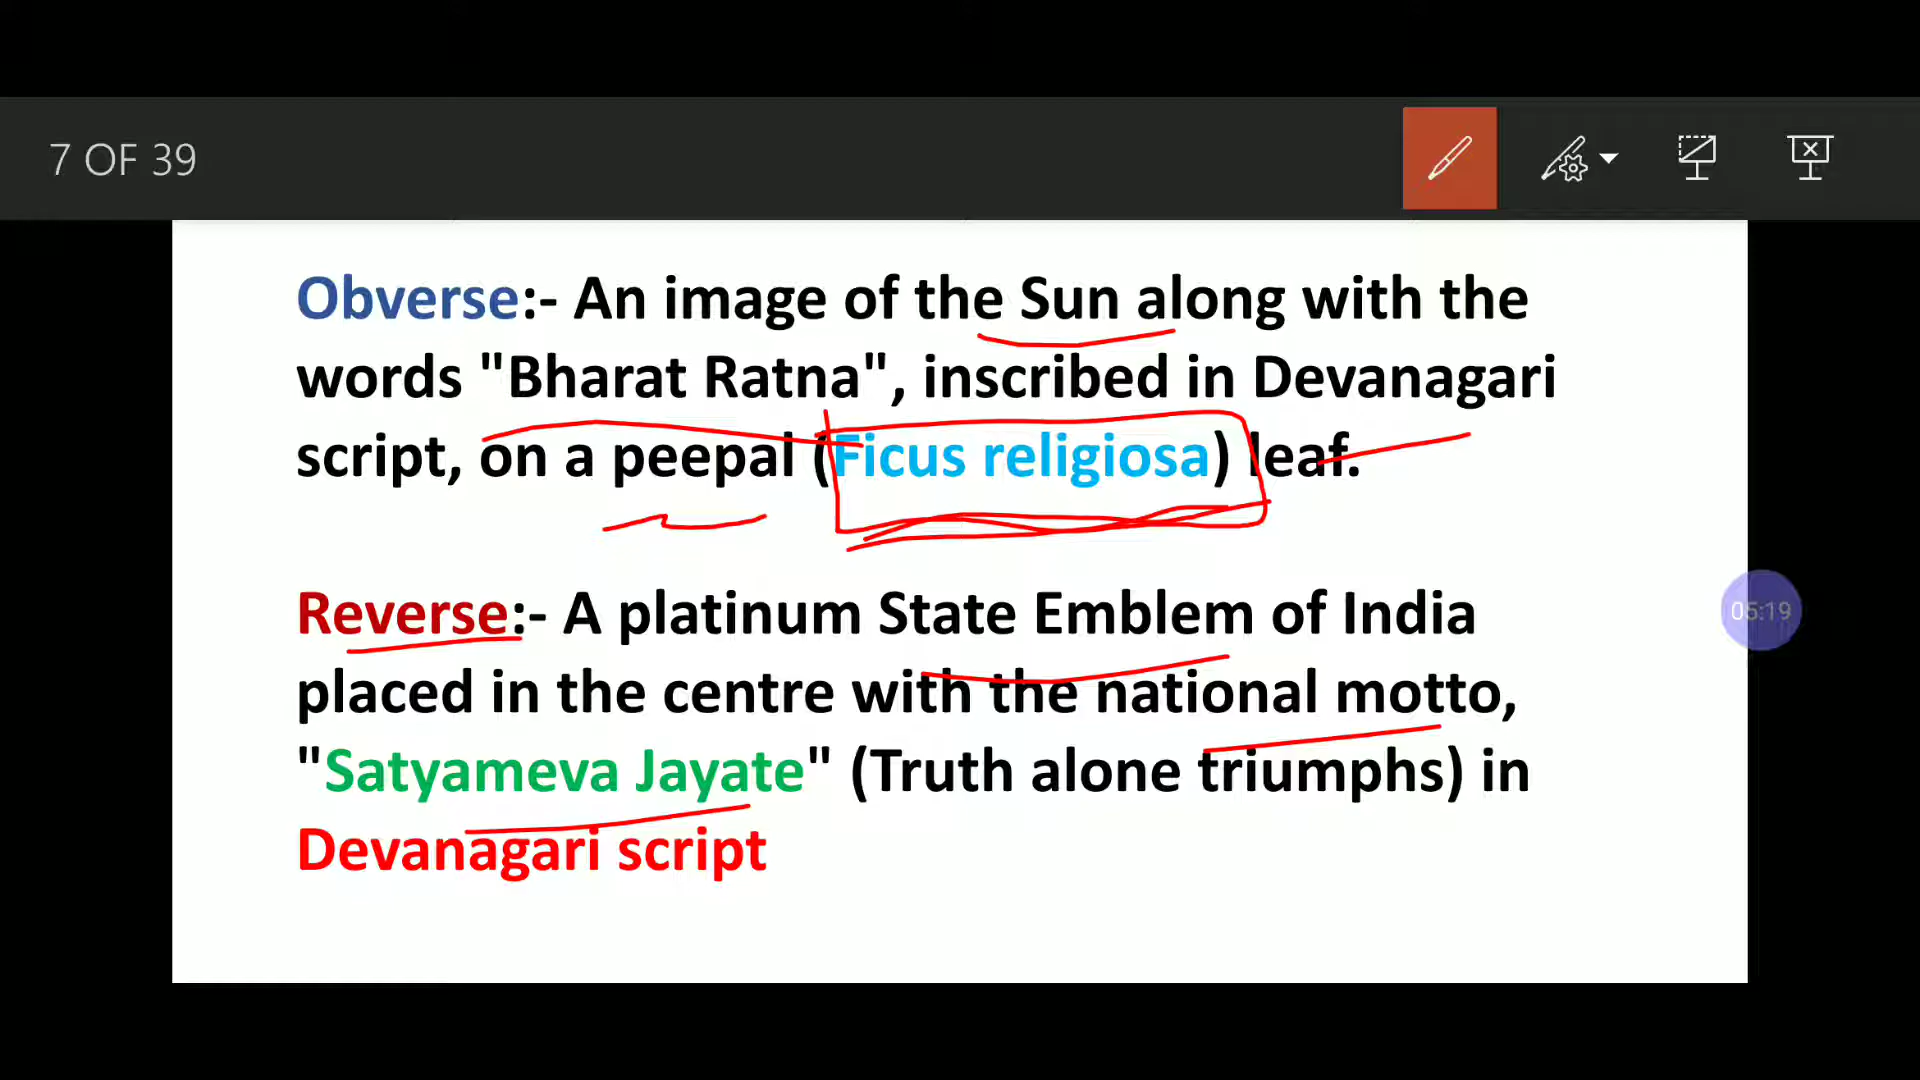 7 OF 39
Obverse:- An image of the Sun along with the
words "Bharat Ratna", inscribed in Devanagari
script, on a peepal (Ficus religiosa) leaf.
Reverse:- A platinum State Emblem of India
05:19
placed in the centre with the national motto,
"Satyameva Jayate" (Truth alone triumphs) in
Devanagari script